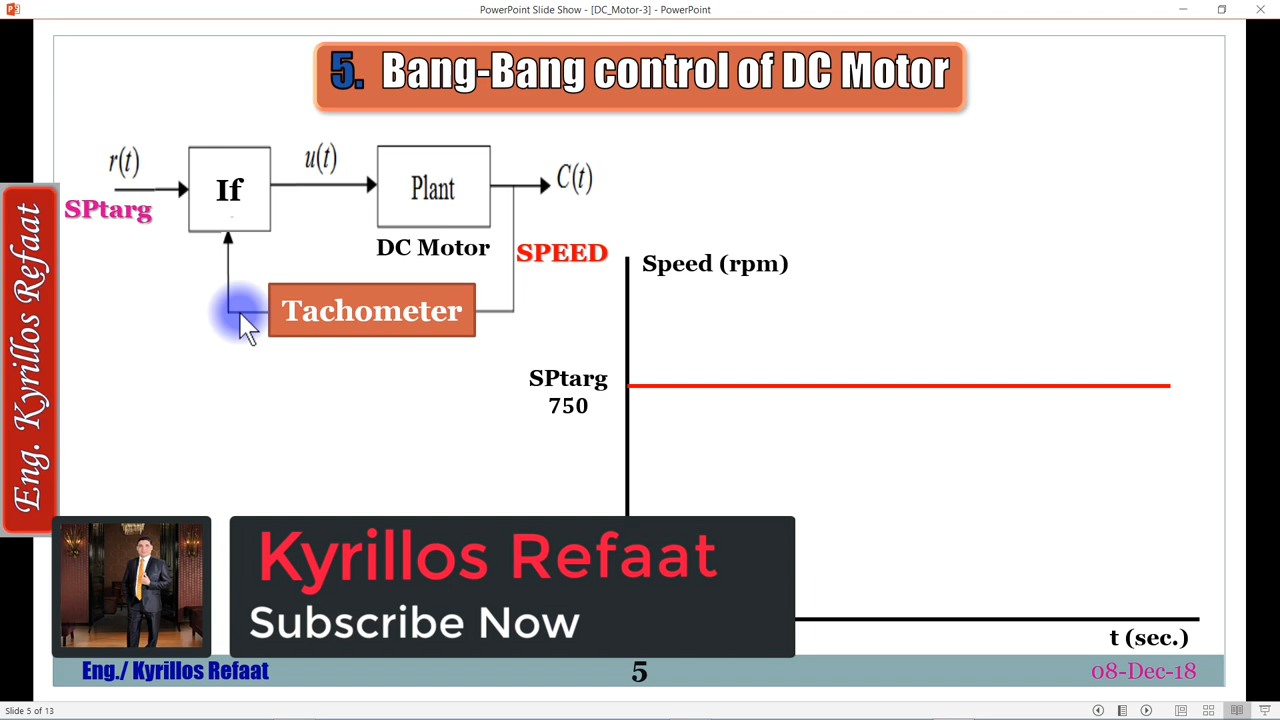 PowerPoint Slide Show - [DC_Motor-3] - PowerPoint
5. Bang-Bang control of DC Motor
r(t)
SPtarg
If
u(t)
Plant
C(t)
DC Motor
SPEED
Tachometer
Speed (rpm)
SPtarg
750
t (sec.)
Eng. Kyrillos Refaat
Kyrillos Refaat
Subscribe Now
Eng./ Kyrillos Refaat
5
08-Dec-18
Slide 5 of 13